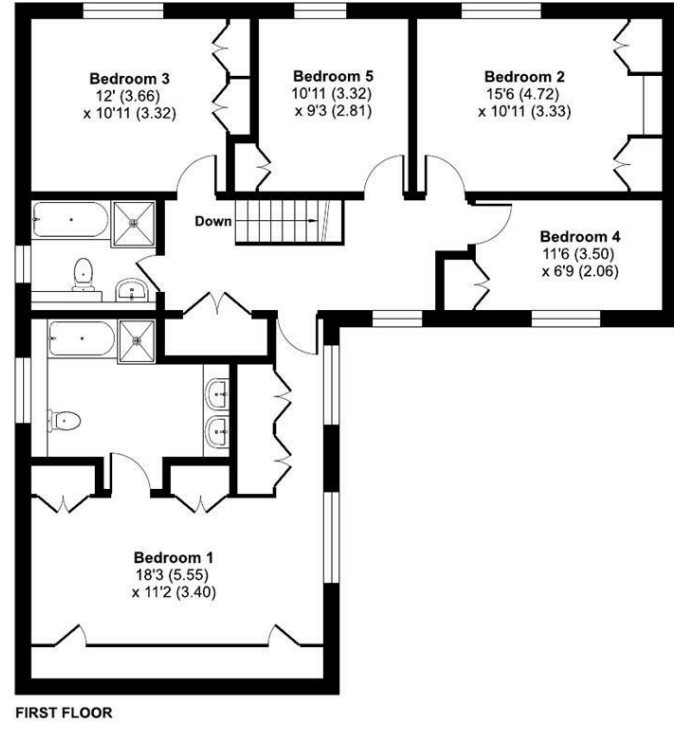 Bedroom 3
12' (3.66)
x 10'11 (3.32)
Bedroom 5
10'11 (3.32)
x 9'3 (2.81)
Bedroom 2
15'6 (4.72)
x 10'11 (3.33)
Down
Bedroom 4
11'6 (3.50)
x 6'9 (2.06)
Bedroom 1
18'3 (5.55)
x 11'2 (3.40)
FIRST FLOOR